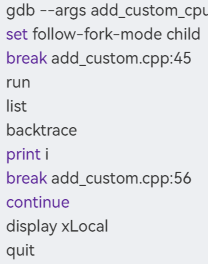 gdb --args add_custom_cpu
set follow-fork-mode child
break add_custom.cpp:45
run
list
backtrace
print i
break add_custom.cpp:56
continue
display xLocal
quit